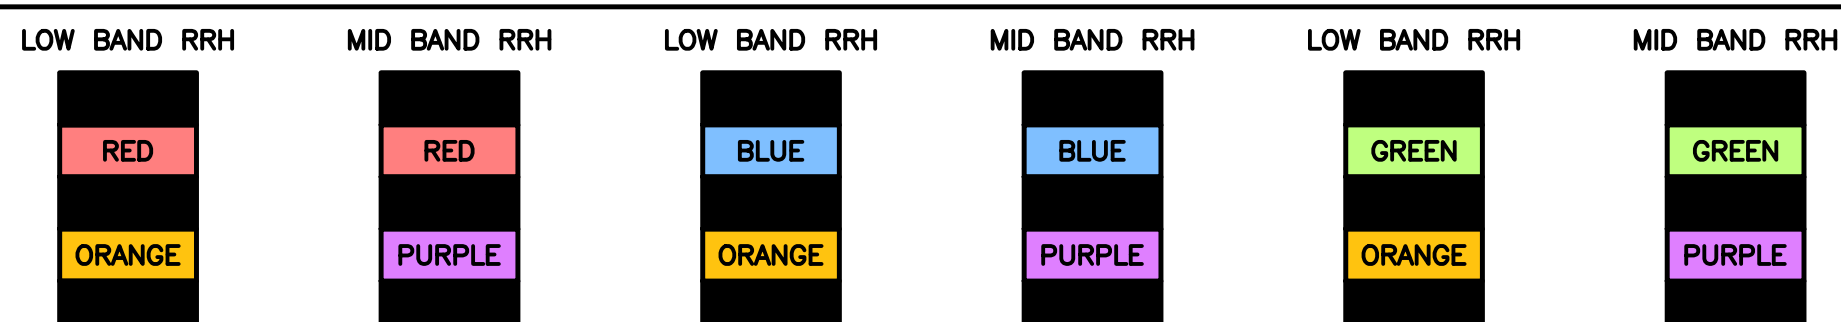 LOW BAND RRH MID BAND RRH LOW BAND RRH MID BAND RRH LOW BAND RRH MID BAND RRH
RED RED BLUE BLUE GREEN GREEN
ORANGE PURPLE ORANGE PURPLE ORANGE PURPLE